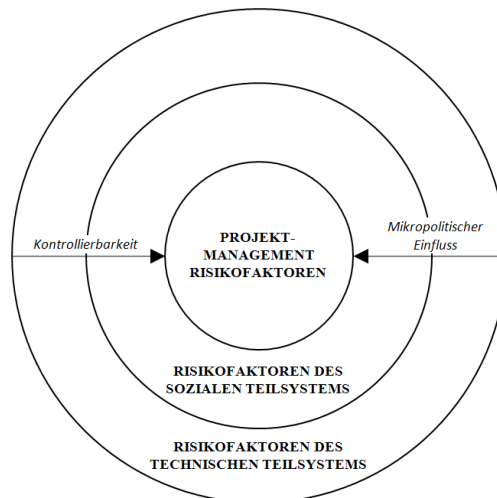 Mikropolitischer
Einfluss
Kontrollierbarkeit
PROJEKT-
MANAGEMENT
RISIKOFAKTOREN
RISIKOFAKTOREN DES
SOZIALEN TEILSYSTEMS
RISIKOFAKTOREN DES
TECHNISCHEN TEILSYSTEMS